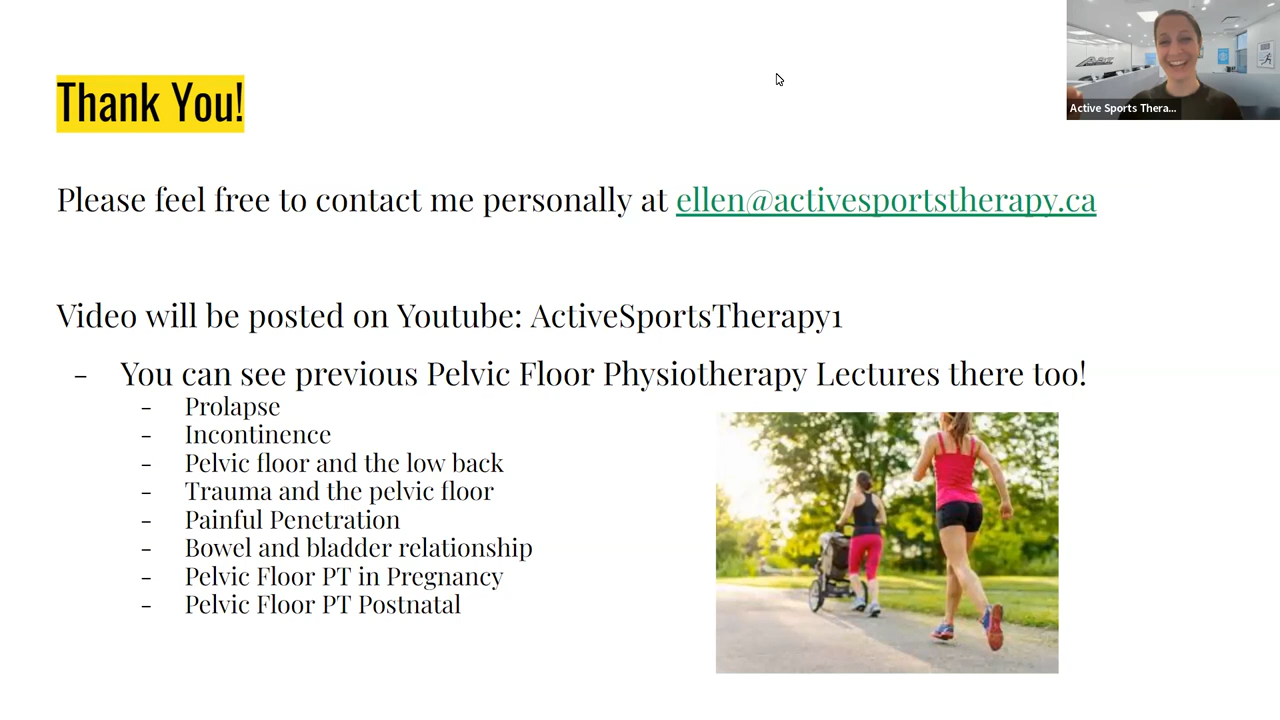 Thank You!
Active Sports Thera...
Please feel free to contact me personally at ellen@activesportstherapy.ca
Video will be posted on Youtube: ActiveSportsTherapy1
- You can see previous Pelvic Floor Physiotherapy Lectures there too!
- Prolapse
- Incontinence
- Pelvic floor and the low back
- Trauma and the pelvic floor
- Painful Penetration
- Bowel and bladder relationship
- Pelvic Floor PT in Pregnancy
- Pelvic Floor PT Postnatal